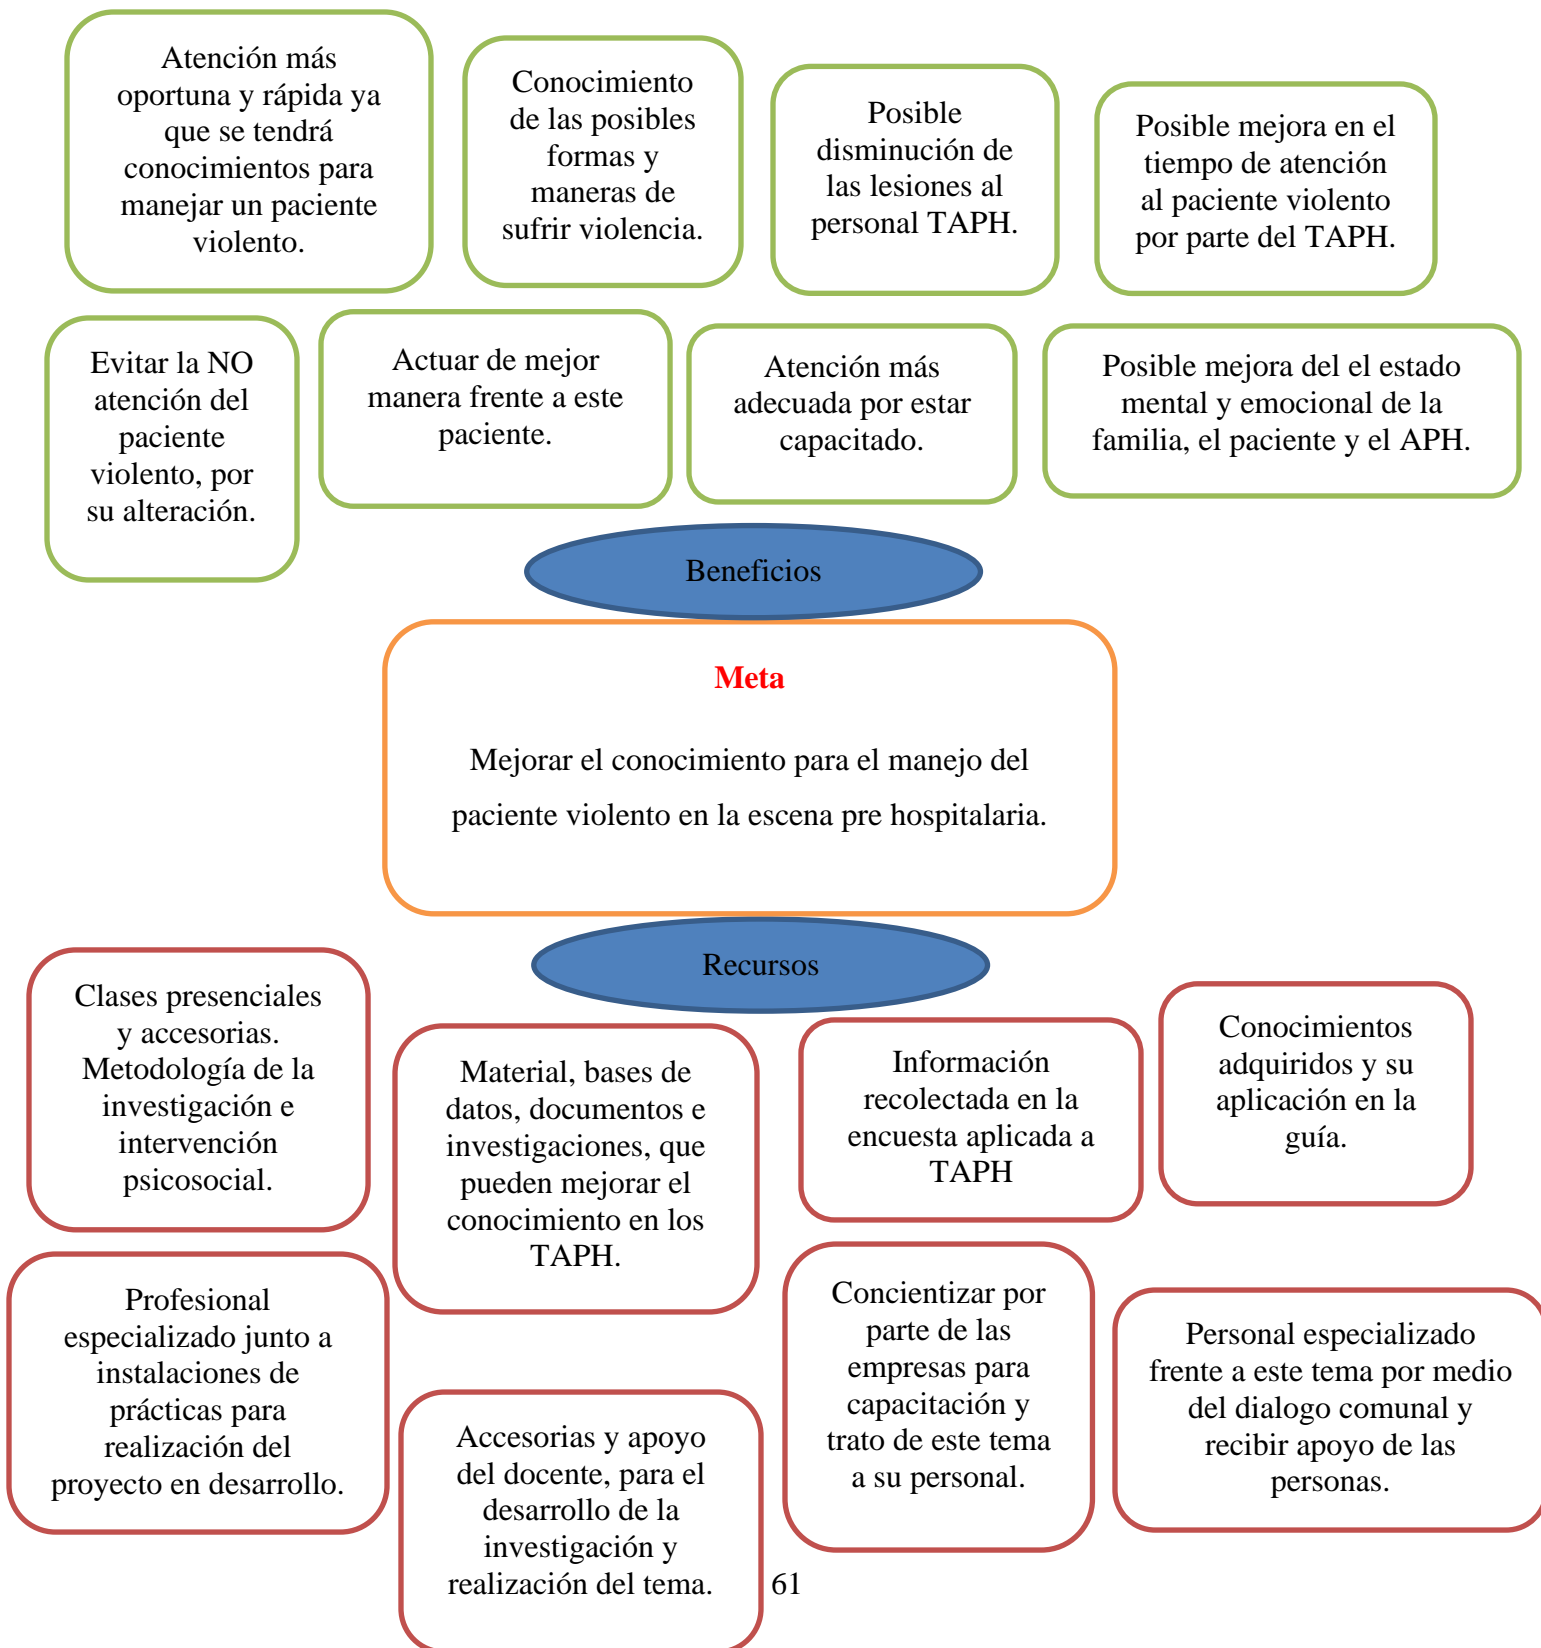 Atención más
oportuna y rápida ya
que se tendrá
conocimientos para
manejar un paciente
violento.
Conocimiento
de las posibles
formas y
maneras de
sufrir violencia.
Posible
disminución de
las lesiones al
personal TAPH.
Posible mejora en el
tiempo de atención
al paciente violento
por parte del TAPH.
Evitar la NO
atención del
paciente
violento, por
su alteración.
Actuar de mejor
manera frente a este
paciente.
Atención más
adecuada por estar
capacitado.
Posible mejora del el estado
mental y emocional de la
familia, el paciente y el APH.
Beneficios
Meta
Mejorar el conocimiento para el manejo del
paciente violento en la escena pre hospitalaria.
Recursos
Clases presenciales
y accesorias.
Metodología de la
investigación e
intervención
psicosocial.
Material, bases de
datos, documentos e
investigaciones, que
pueden mejorar el
conocimiento en los
TAPH.
Información
recolectada en la
encuesta aplicada a
TAPH
Conocimientos
adquiridos y su
aplicación en la
guía.
Profesional
especializado junto a
instalaciones de
prácticas para
realización del
proyecto en desarrollo.
Accesorias y apoyo
del docente, para el
desarrollo de la
investigación y
realización del tema.
Concientizar por
parte de las
empresas para
capacitación y
trato de este tema
a su personal.
Personal especializado
frente a este tema por medio
del dialogo comunal y
recibir apoyo de las
personas.
61